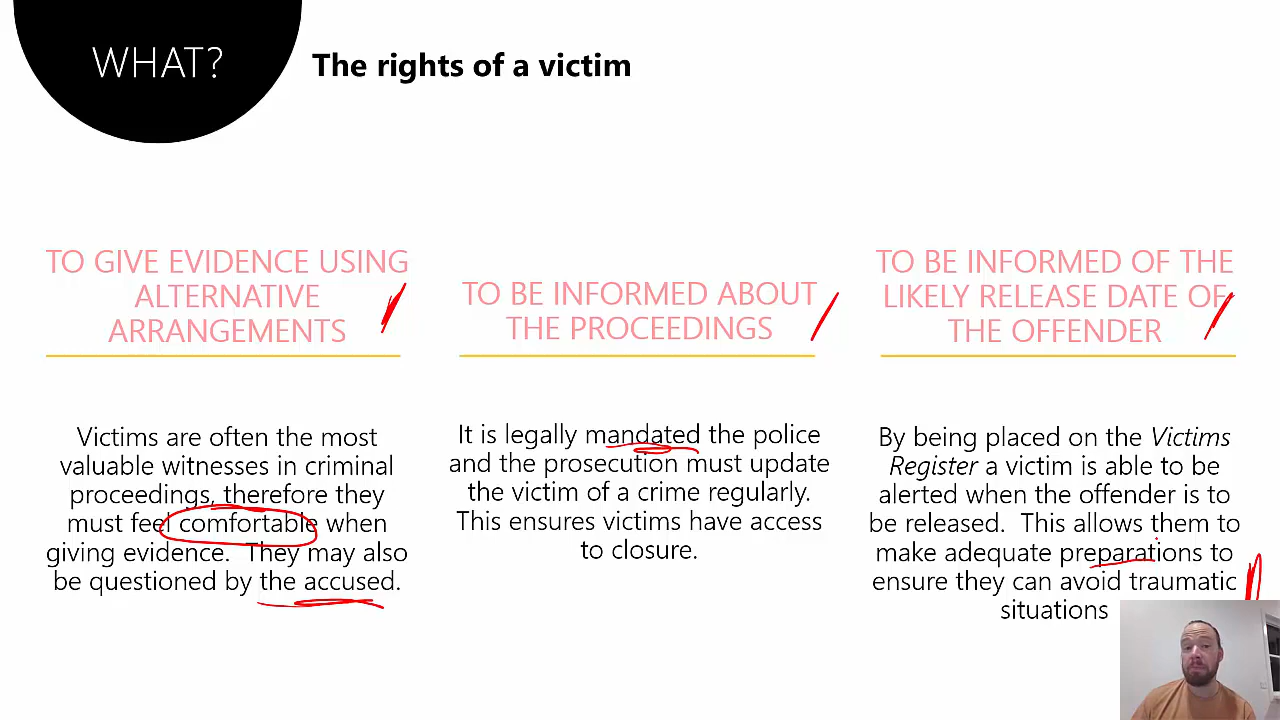 WHAT?
The rights of a victim
TO GIVE EVIDENCE USING
ALTERNATIVE
ARRANGEMENTS
Victims are often the most
valuable witnesses in criminal
proceedings, therefore they
must feel comfortable when
giving evidence. They may also
be questioned by the accused.
TO BE INFORMED ABOUT
THE PROCEEDINGS
It is legally mandated the police
and the prosecution must update
the victim of a crime regularly.
This ensures victims have access
to closure.
TO BE INFORMED OF THE
LIKELY RELEASE DATE OF
THE OFFENDER
By being placed on the Victims
Register a victim is able to be
alerted when the offender is to
be released. This allows them to
make adequate preparations to
ensure they can avoid traumatic
situations